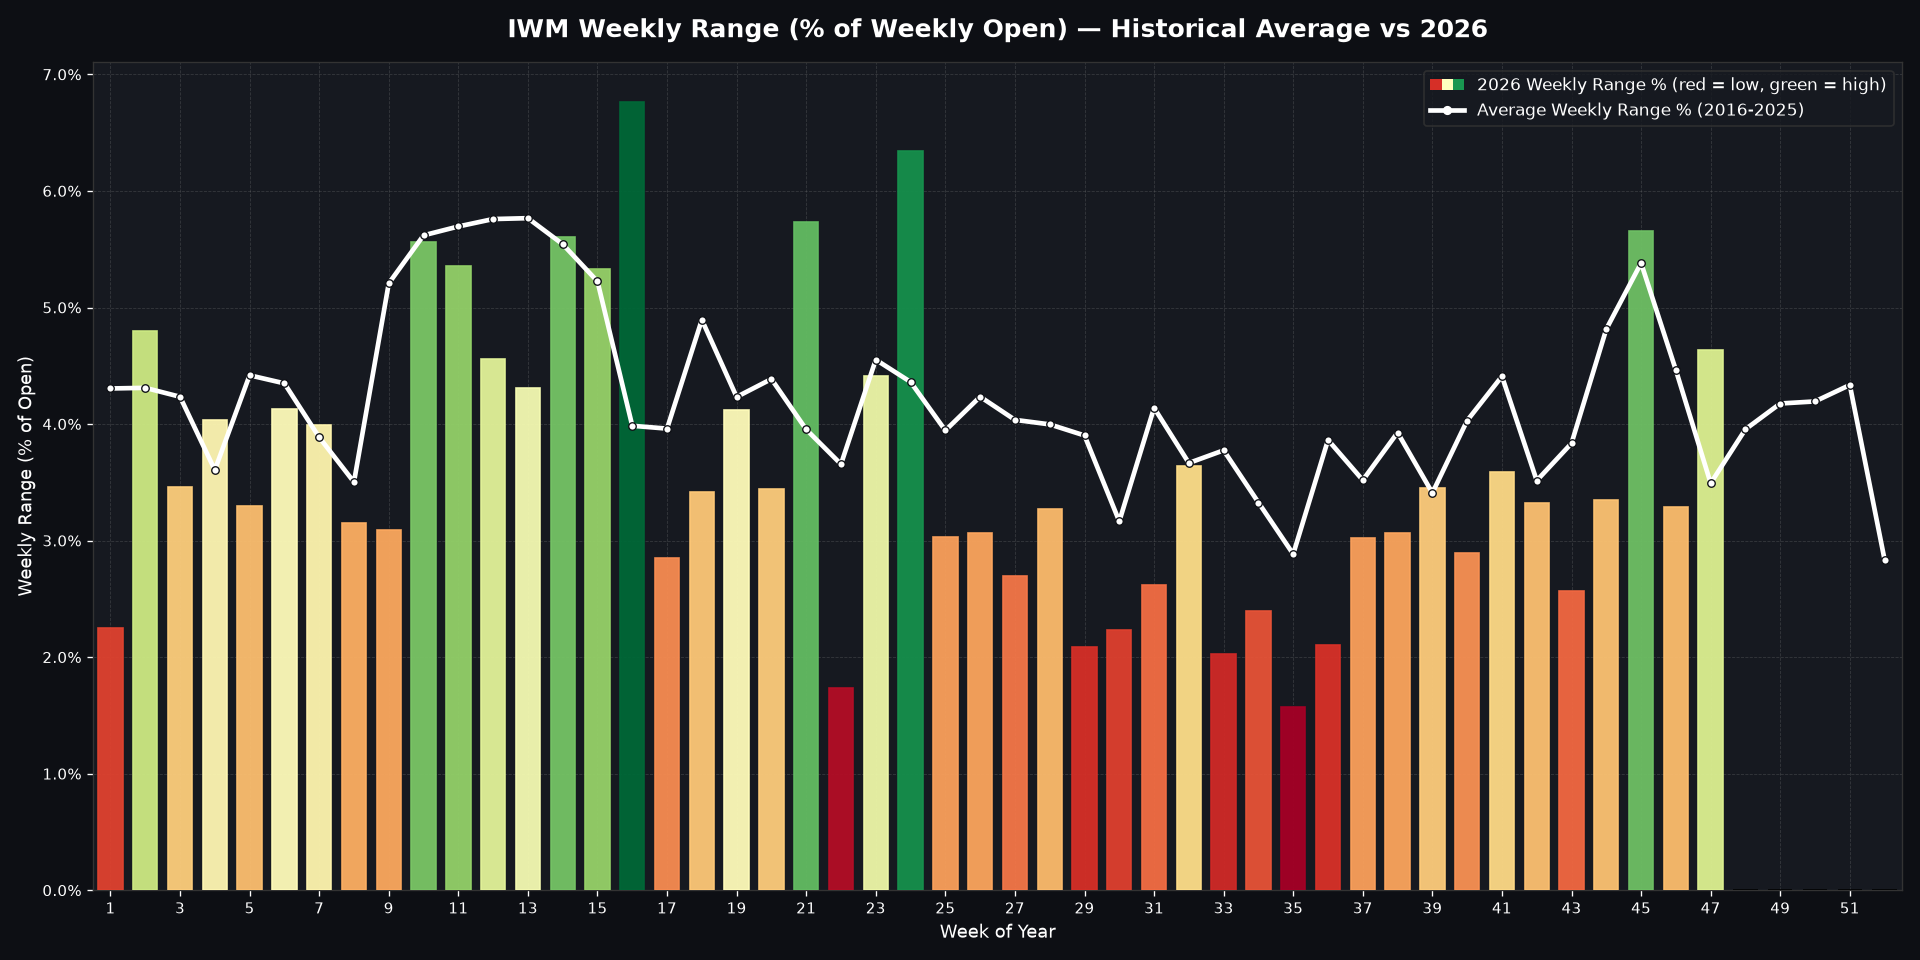 IWM Weekly Range (% of Weekly Open) — Historical Average vs 2026
2026 Weekly Range % (red = low, green = high)
Average Weekly Range % (2016-2025)
Weekly Range (% of Open)
7.0%
6.0%
5.0%
4.0%
3.0%
2.0%
1.0%
0.0%
1 3 5 7 9 11 13 15 17 19 21 23 25 27 29 31 33 35 37 39 41 43 45 47 49 51
Week of Year